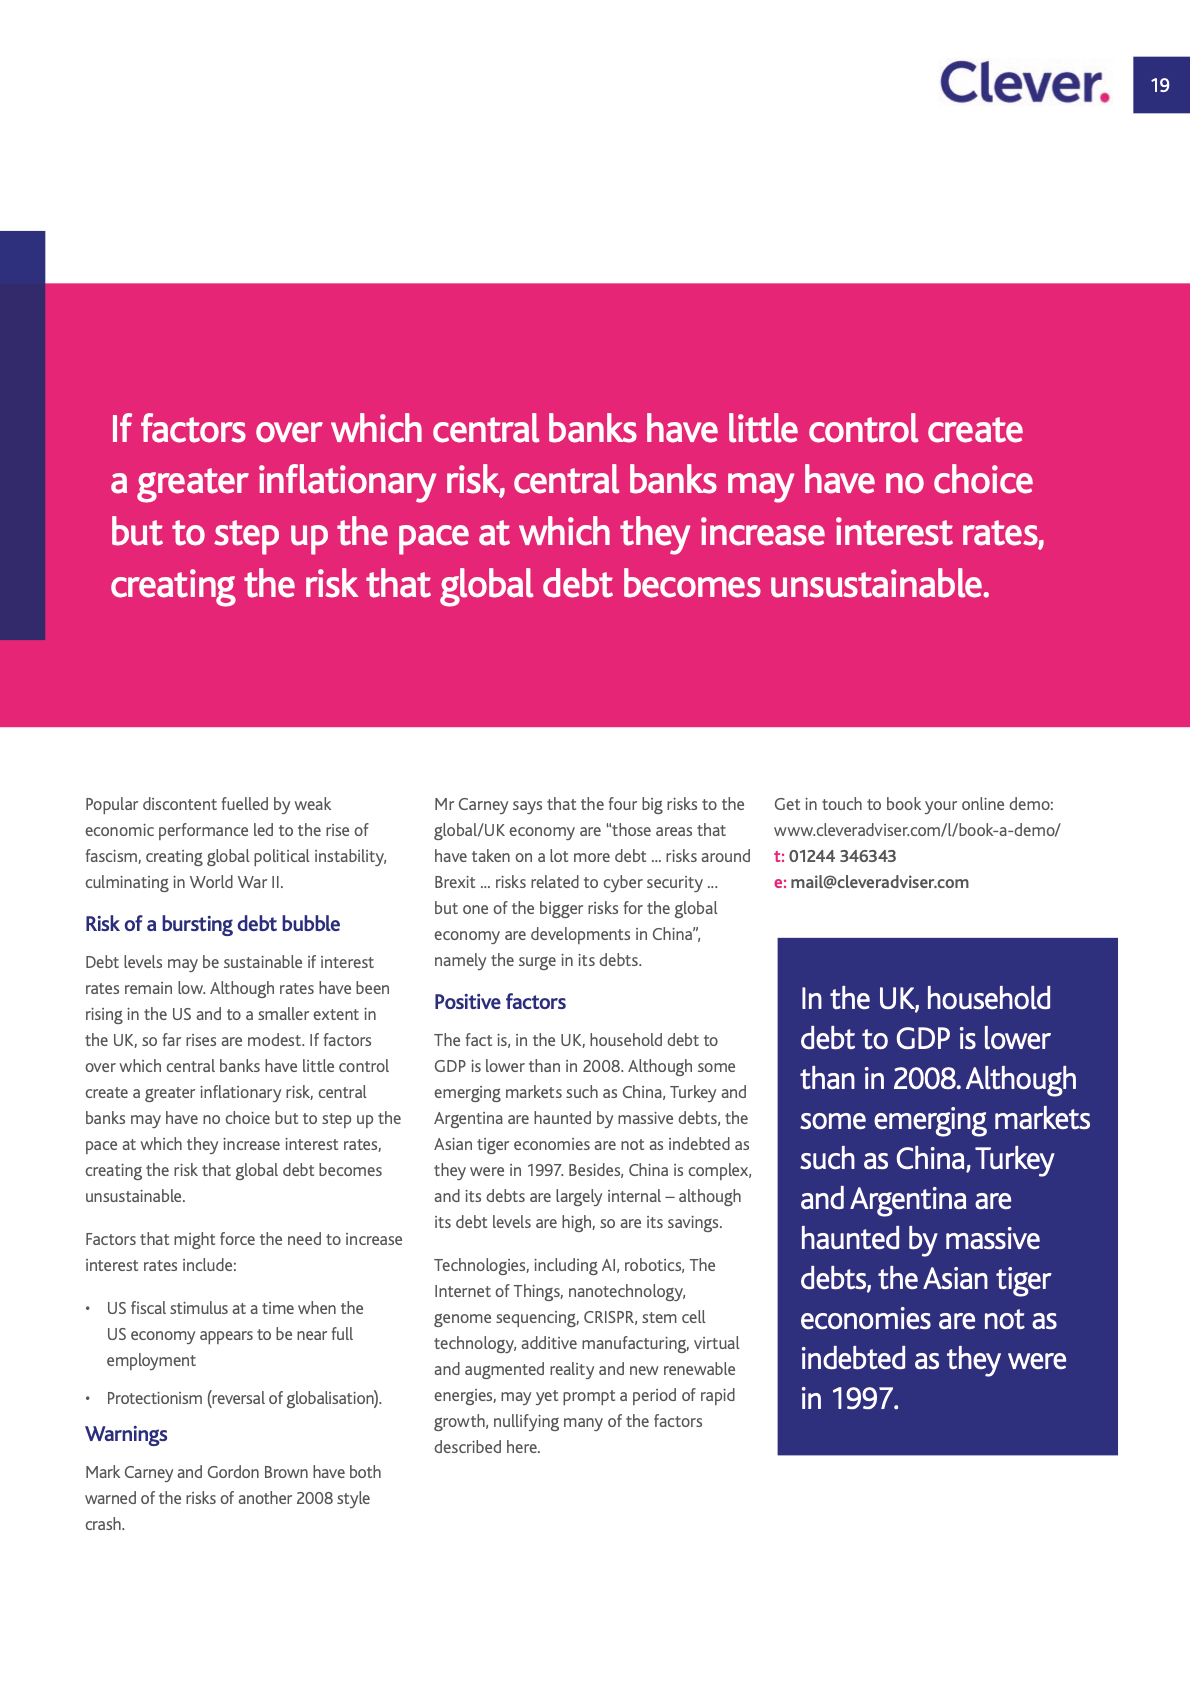 Clever.
19
If factors over which central banks have little control create
a greater inflationary risk, central banks may have no choice
but to step up the pace at which they increase interest rates,
creating the risk that global debt becomes unsustainable.
Popular discontent fuelled by weak
economic performance led to the rise of
fascism, creating global political instability,
culminating in World War II.
Risk of a bursting debt bubble
Debt levels may be sustainable if interest
rates remain low. Although rates have been
rising in the US and to a smaller extent in
the UK, so far rises are modest. If factors
over which central banks have little control
create a greater inflationary risk, central
banks may have no choice but to step up the
pace at which they increase interest rates,
creating the risk that global debt becomes
unsustainable.
Factors that might force the need to increase
interest rates include:
• US fiscal stimulus at a time when the
US economy appears to be near full
employment
• Protectionism (reversal of globalisation).
Warnings
Mark Carney and Gordon Brown have both
warned of the risks of another 2008 style
crash.
Mr Carney says that the four big risks to the
global/UK economy are “those areas that
have taken on a lot more debt ... risks around
Brexit ... risks related to cyber security ...
but one of the bigger risks for the global
economy are developments in China”,
namely the surge in its debts.
Positive factors
The fact is, in the UK, household debt to
GDP is lower than in 2008. Although some
emerging markets such as China, Turkey and
Argentina are haunted by massive debts, the
Asian tiger economies are not as indebted as
they were in 1997. Besides, China is complex,
and its debts are largely internal – although
its debt levels are high, so are its savings.
Technologies, including AI, robotics, The
Internet of Things, nanotechnology,
genome sequencing, CRISPR, stem cell
technology, additive manufacturing, virtual
and augmented reality and new renewable
energies, may yet prompt a period of rapid
growth, nullifying many of the factors
described here.
Get in touch to book your online demo:
www.cleveradviser.com/l/book-a-demo/
t: 01244 346343
e: mail@cleveradviser.com
In the UK, household
debt to GDP is lower
than in 2008. Although
some emerging markets
such as China, Turkey
and Argentina are
haunted by massive
debts, the Asian tiger
economies are not as
indebted as they were
in 1997.